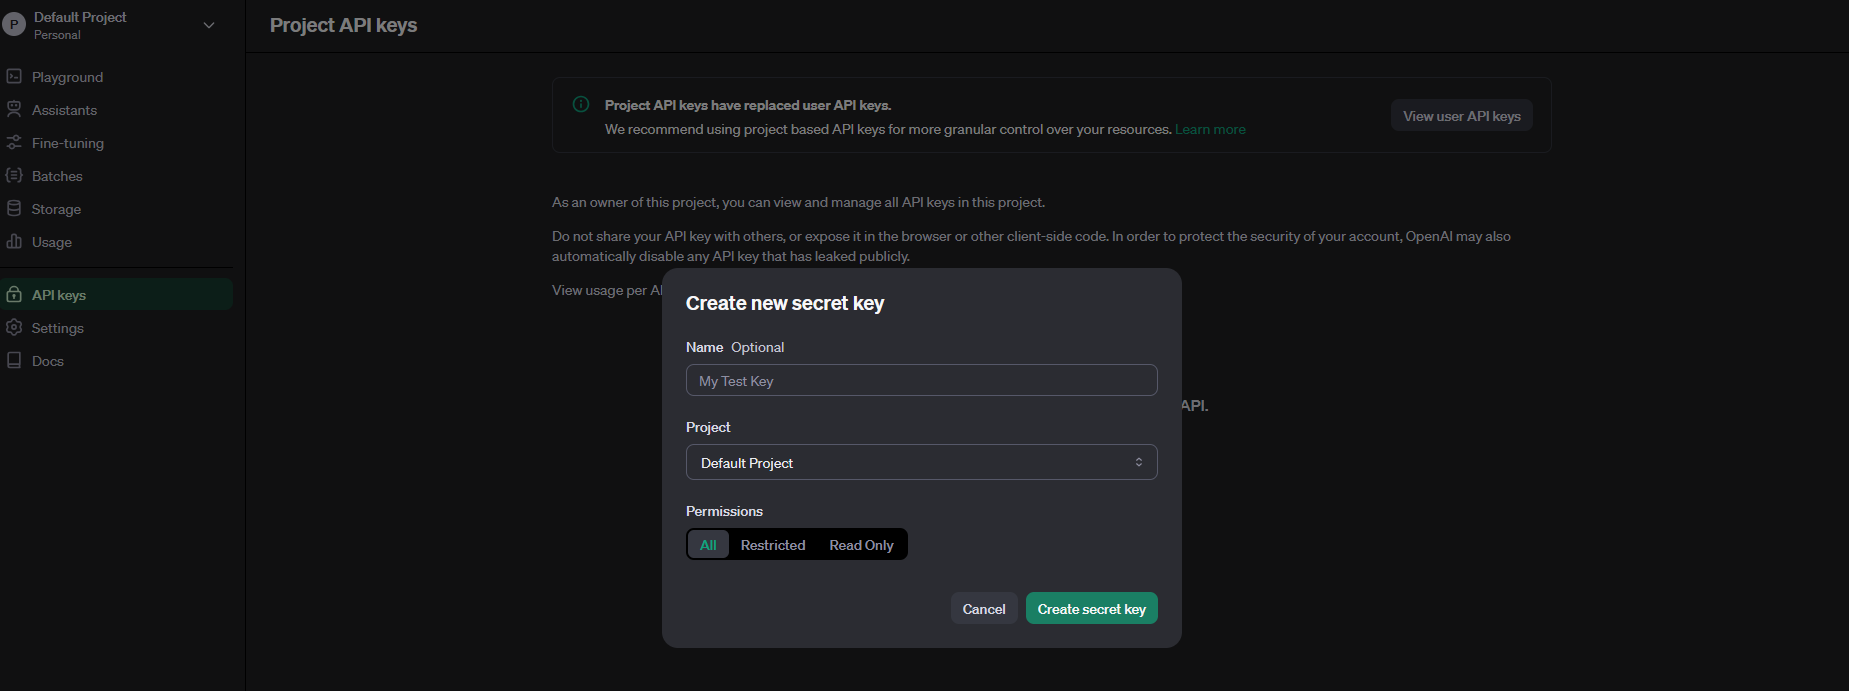 P
Default Project
Personal
Playground
Assistants
Fine-tuning
Batches
Storage
Usage
API keys
Settings
Docs
Project API keys
Project API keys have replaced user API keys.
We recommend using project based API keys for more granular control over your resources. Learn more
View user API keys
As an owner of this project, you can view and manage all API keys in this project.
Do not share your API key with others, or expose it in the browser or other client-side code. In order to protect the security of your account, OpenAI may also
automatically disable any API key that has leaked publicly.
View usage per
API.
Create new secret key
Name Optional
My Test Key
Project
Default Project
Permissions
All Restricted Read Only
Cancel Create secret key